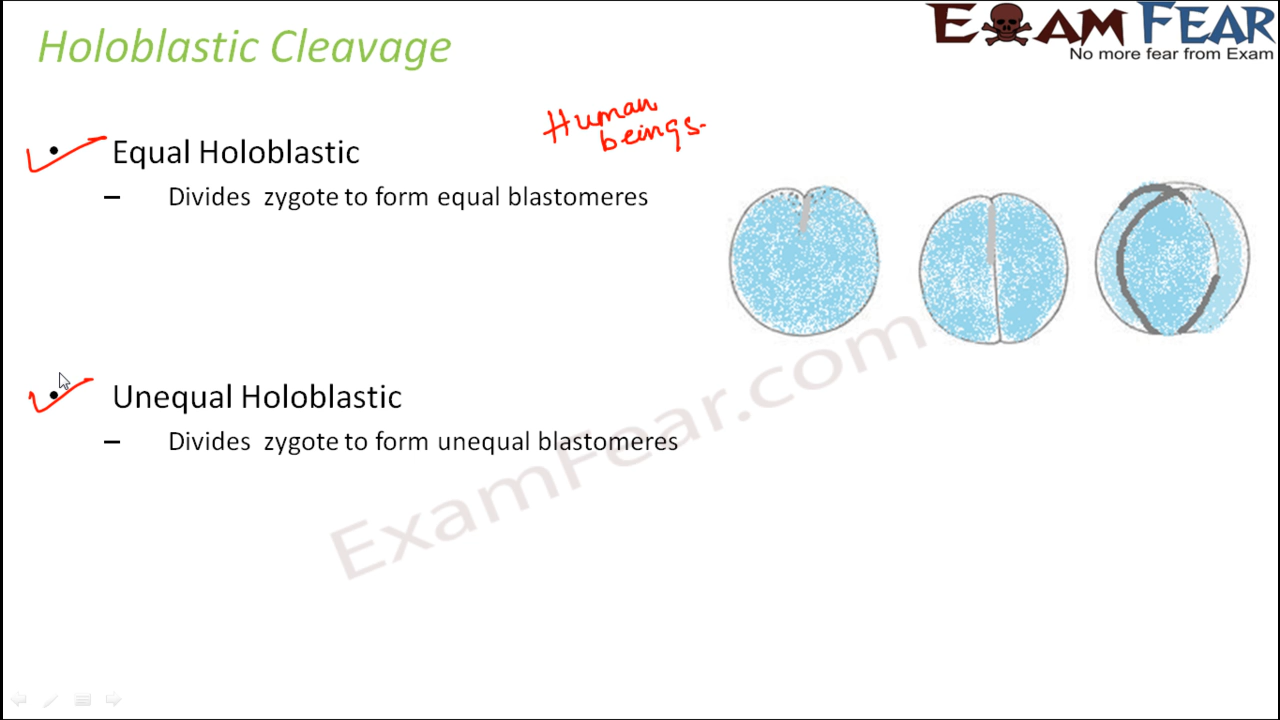 Holoblastic Cleavage
EXAM FEAR
No more fear from Exam
Human
beings.
• Equal Holoblastic
– Divides zygote to form equal blastomeres
• Unequal Holoblastic
– Divides zygote to form unequal blastomeres
ExamFear.com